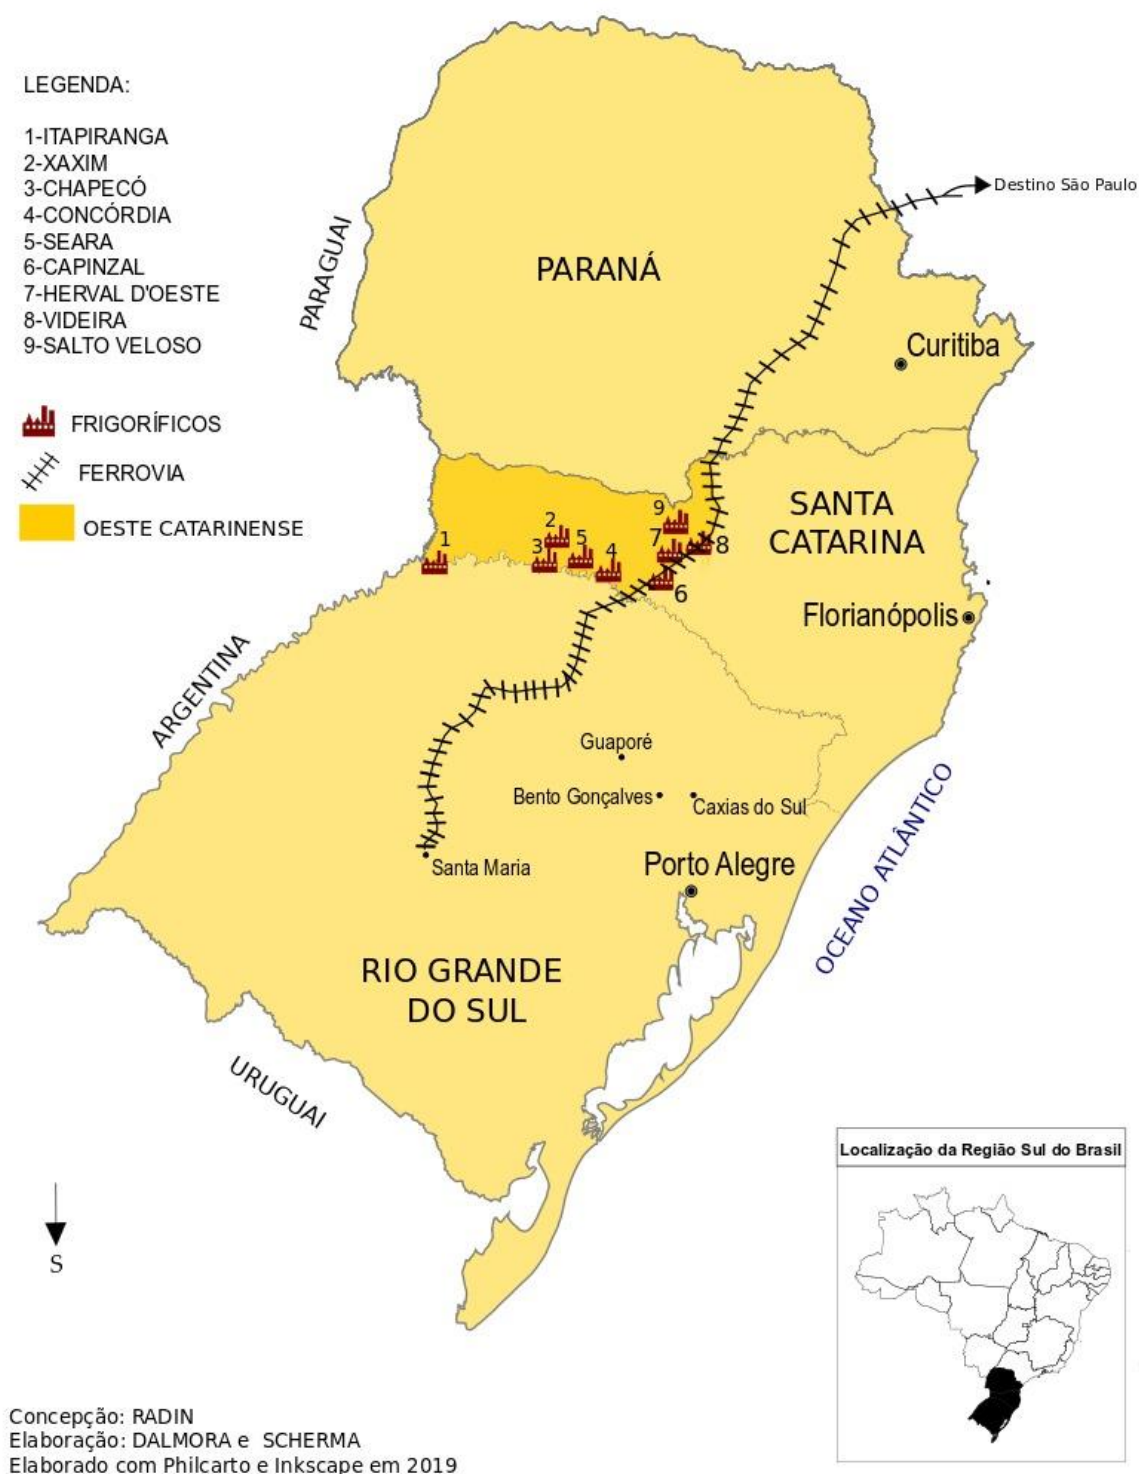 LEGENDA:
1-ITAPIRANGA
2-XAXIM
3-CHAPECÓ
4-CONCÓRDIA
5-SEARA
6-CAPINZAL
7-HERVAL D'OESTE
8-VIDEIRA
9-SALTO VELOSO
FRIGORÍFICOS
FERROVIA
OESTE CATARINENSE
Destino São Paulo
PARAGUAI
PARANÁ
Curitiba
SANTA
CATARINA
9
2
1
3
5
4
7
8
6
Florianópolis
ARGENTINA
Guaporé
Bento Gonçalves
Caxias do Sul
Santa Maria
Porto Alegre
OCEANO ATLÂNTICO
RIO GRANDE
DO SUL
URUGUAI
S
Localização da Região Sul do Brasil
Concepção: RADIN
Elaboração: DALMORA e SCHERMA
Elaborado com Philcarto e Inkscape em 2019